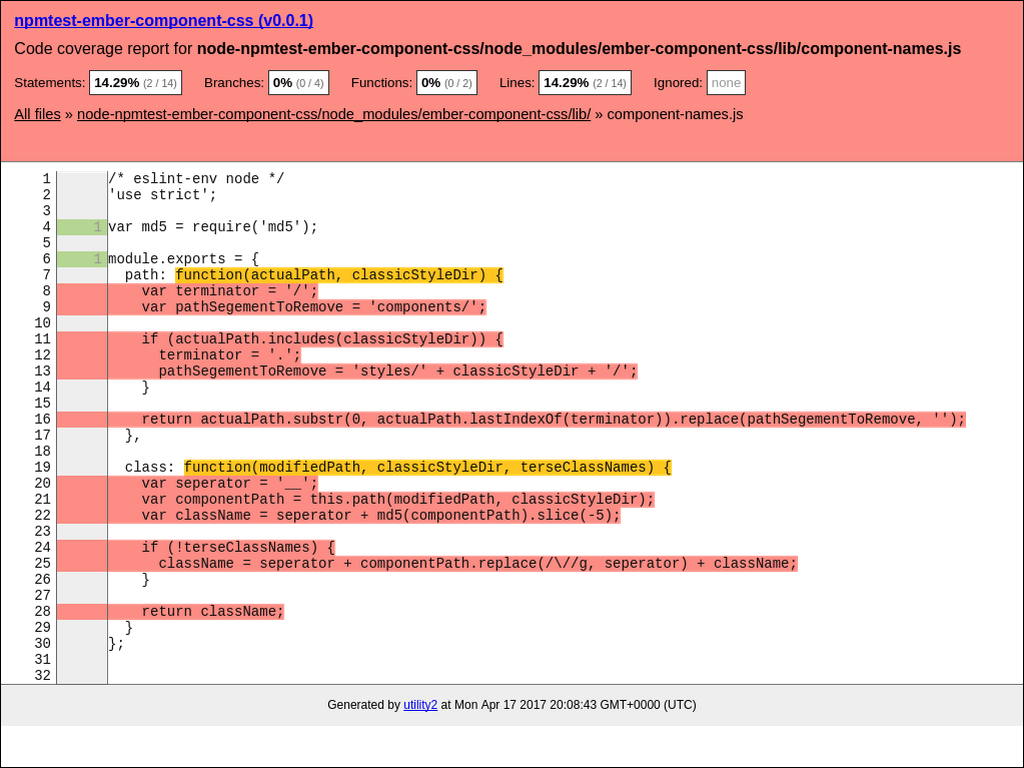 npmtest-ember-component-css (v0.0.1)
Code coverage report for node-npmtest-ember-component-css/node_modules/ember-component-css/lib/component-names.js
Statements: 14.29% (2 / 14) Branches: 0% (0 / 4) Functions: 0% (0 / 2) Lines: 14.29% (2 / 14) Ignored: none
All files » node-npmtest-ember-component-css/node_modules/ember-component-css/lib/ » component-names.js
1 /* eslint-env node */
2 'use strict';
3
4 1 var md5 = require('md5');
5
6 1 module.exports = {
7   path: function(actualPath, classicStyleDir) {
8     var terminator = '/';
9     var pathSegementToRemove = 'components/';
10
11     if (actualPath.includes(classicStyleDir)) {
12       terminator = '.';
13       pathSegementToRemove = 'styles/' + classicStyleDir + '/';
14     }
15
16     return actualPath.substr(0, actualPath.lastIndexOf(terminator)).replace(pathSegementToRemove, '');
17   },
18
19   class: function(modifiedPath, classicStyleDir, terseClassNames) {
20     var seperator = '__';
21     var componentPath = this.path(modifiedPath, classicStyleDir);
22     var className = seperator + md5(componentPath).slice(-5);
23
24     if (!terseClassNames) {
25       className = seperator + componentPath.replace(/\//g, seperator) + className;
26     }
27
28     return className;
29   }
30 };
31
32
Generated by utility2 at Mon Apr 17 2017 20:08:43 GMT+0000 (UTC)